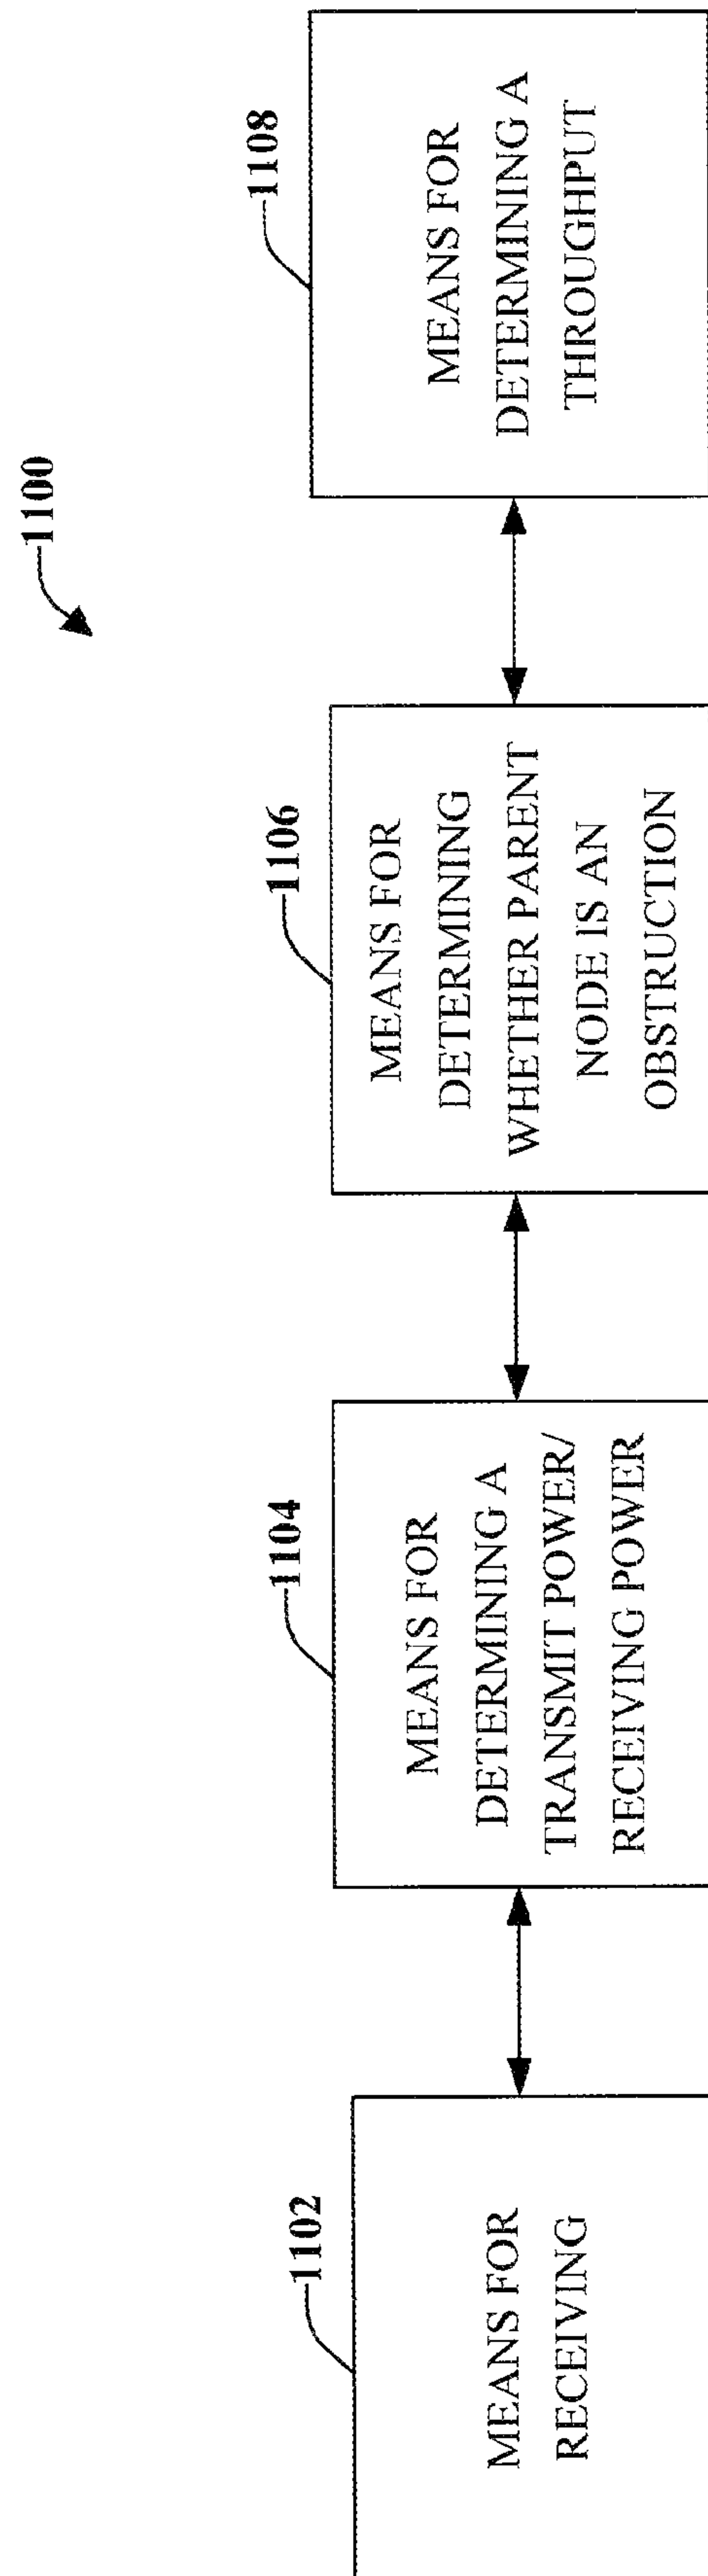 1100
1102
MEANS FOR
RECEIVING
1104
MEANS FOR
DETERMINING A
TRANSMIT POWER/
RECEIVING POWER
1106
MEANS FOR
DETERMINING
WHETHER PARENT
NODE IS AN
OBSTRUCTION
1108
MEANS FOR
DETERMINING A
THROUGHPUT